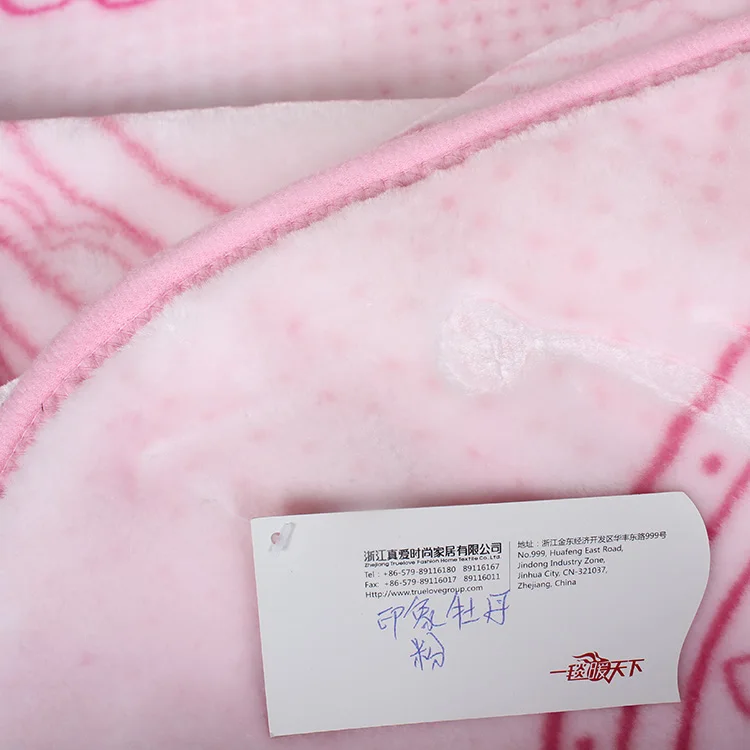 浙江真爱时尚家居有限公司
Zhejiang Truelove Fashion Home Textile Co.,Ltd.
Tel : +86-579-89116180 89116167
Fax: +86-579-89116017 89116011
Http://www.truelovegroup.com
地址：浙江金东经济开发区华丰东路999号
No.999, Huafeng East Road,
Jindong Industry Zone,
Jinhua City, CN-321037,
Zhejiang, China
印象牡丹
粉
一毯暖天下